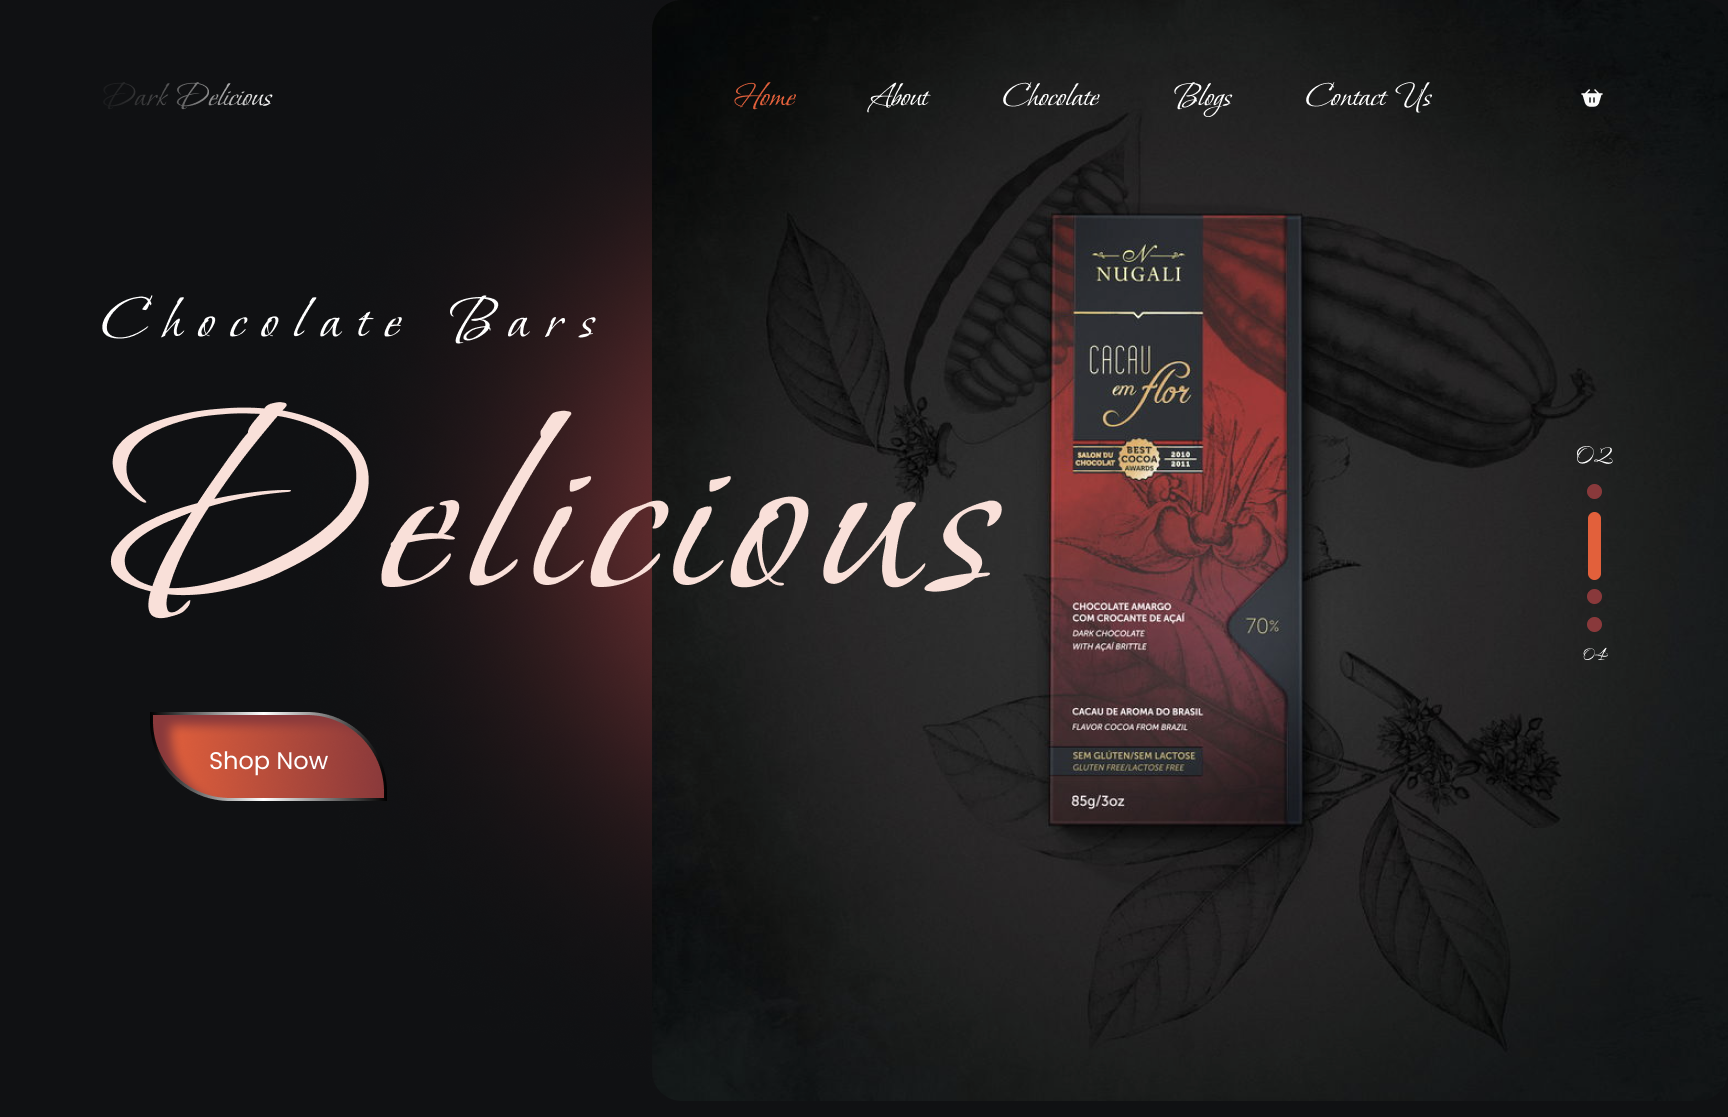 Dark Delicious
Home About Chocolate Blogs Contact Us
Chocolate Bars
Delicious
Shop Now
N
NUGALI
CACAU
em flor
SALON DU
CHOCOLAT
BEST
COCOA
AWARDS
2010
2011
CHOCOLATE AMARGO
COM CROCANTE DE AÇAÍ
DARK CHOCOLATE
WITH AÇAÍ BRITTLE
70%
CACAU DE AROMA DO BRASIL
FLAVOR COCOA FROM BRAZIL
SEM GLÚTEN/SEM LACTOSE
GLUTEN FREE/LACTOSE FREE
85g/3oz
02
04